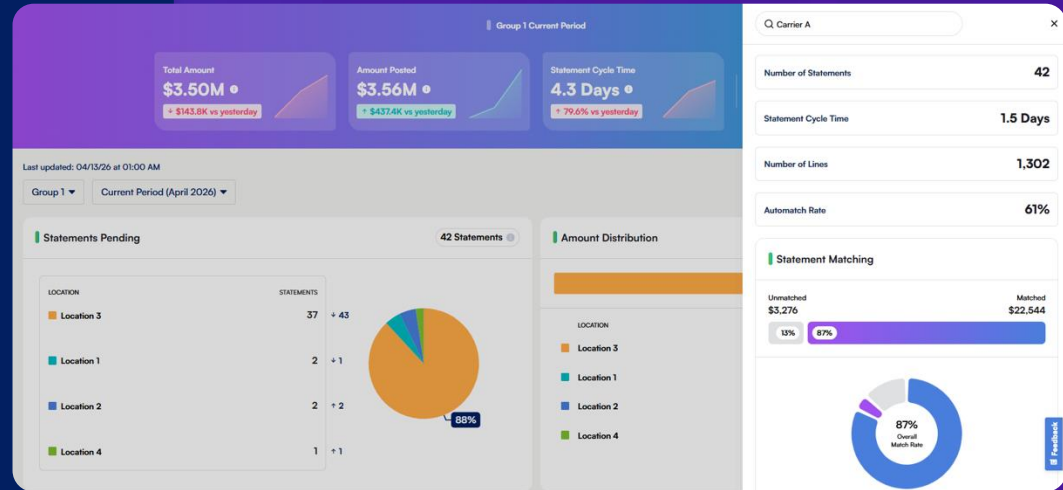 Group 1 Current Period
Total Amount
$3.50M
↓ $143.8K vs yesterday
Amount Posted
$3.56M
↑ $437.4K vs yesterday
Statement Cycle Time
4.3 Days
↑ 79.6% vs yesterday
Last updated: 04/13/26 at 01:00 AM
Group 1
Current Period (April 2026)
Statements Pending
42 Statements
LOCATION STATEMENTS
Location 3 37 ↓ 43
Location 1 2 ↓ 1
Location 2 2 ↑ 2
Location 4 1 ↑ 1
88%
Amount Distribution
LOCATION
Location 3
Location 1
Location 2
Location 4
Carrier A
Number of Statements 42
Statement Cycle Time 1.5 Days
Number of Lines 1,302
Automatch Rate 61%
Statement Matching
Unmatched Matched
$3,276 $22,544
13% 87%
87%
Overall
Match Rate
Feedback